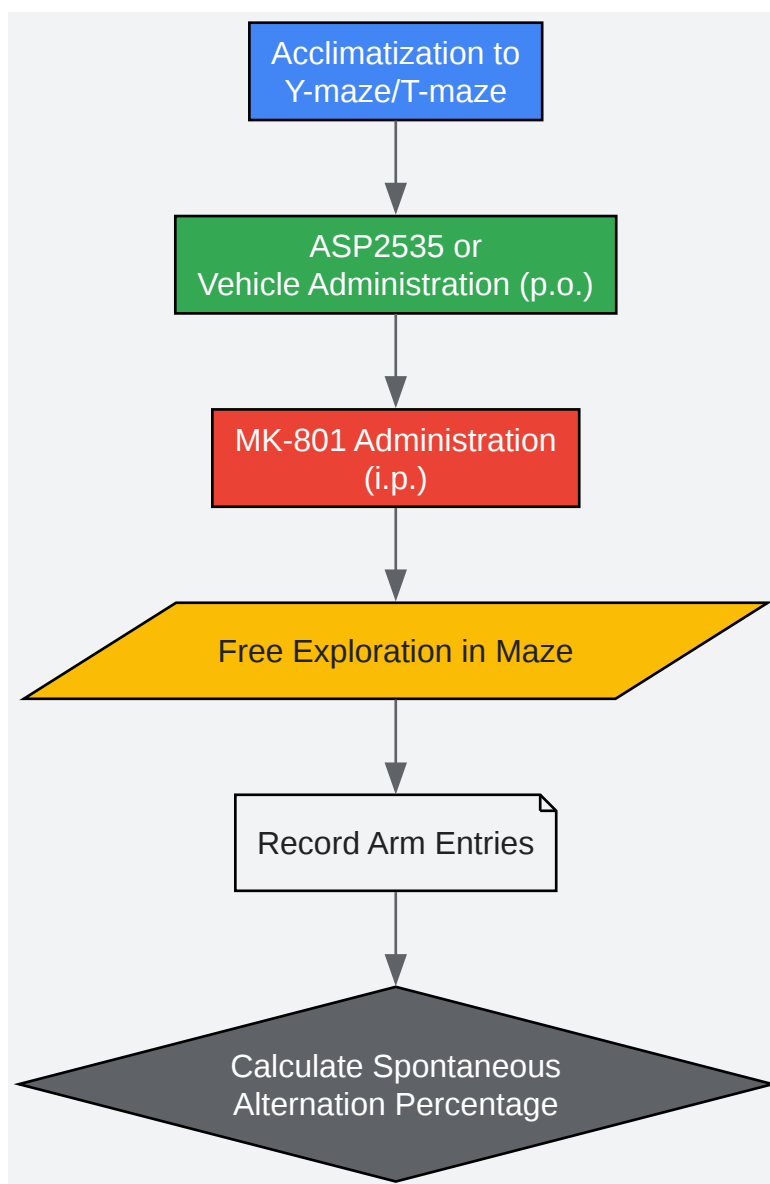 Acclimatization to
Y-maze/T-maze
ASP2535 or
Vehicle Administration (p.o.)
MK-801 Administration
(i.p.)
Free Exploration in Maze
Record Arm Entries
Calculate Spontaneous
Alternation Percentage